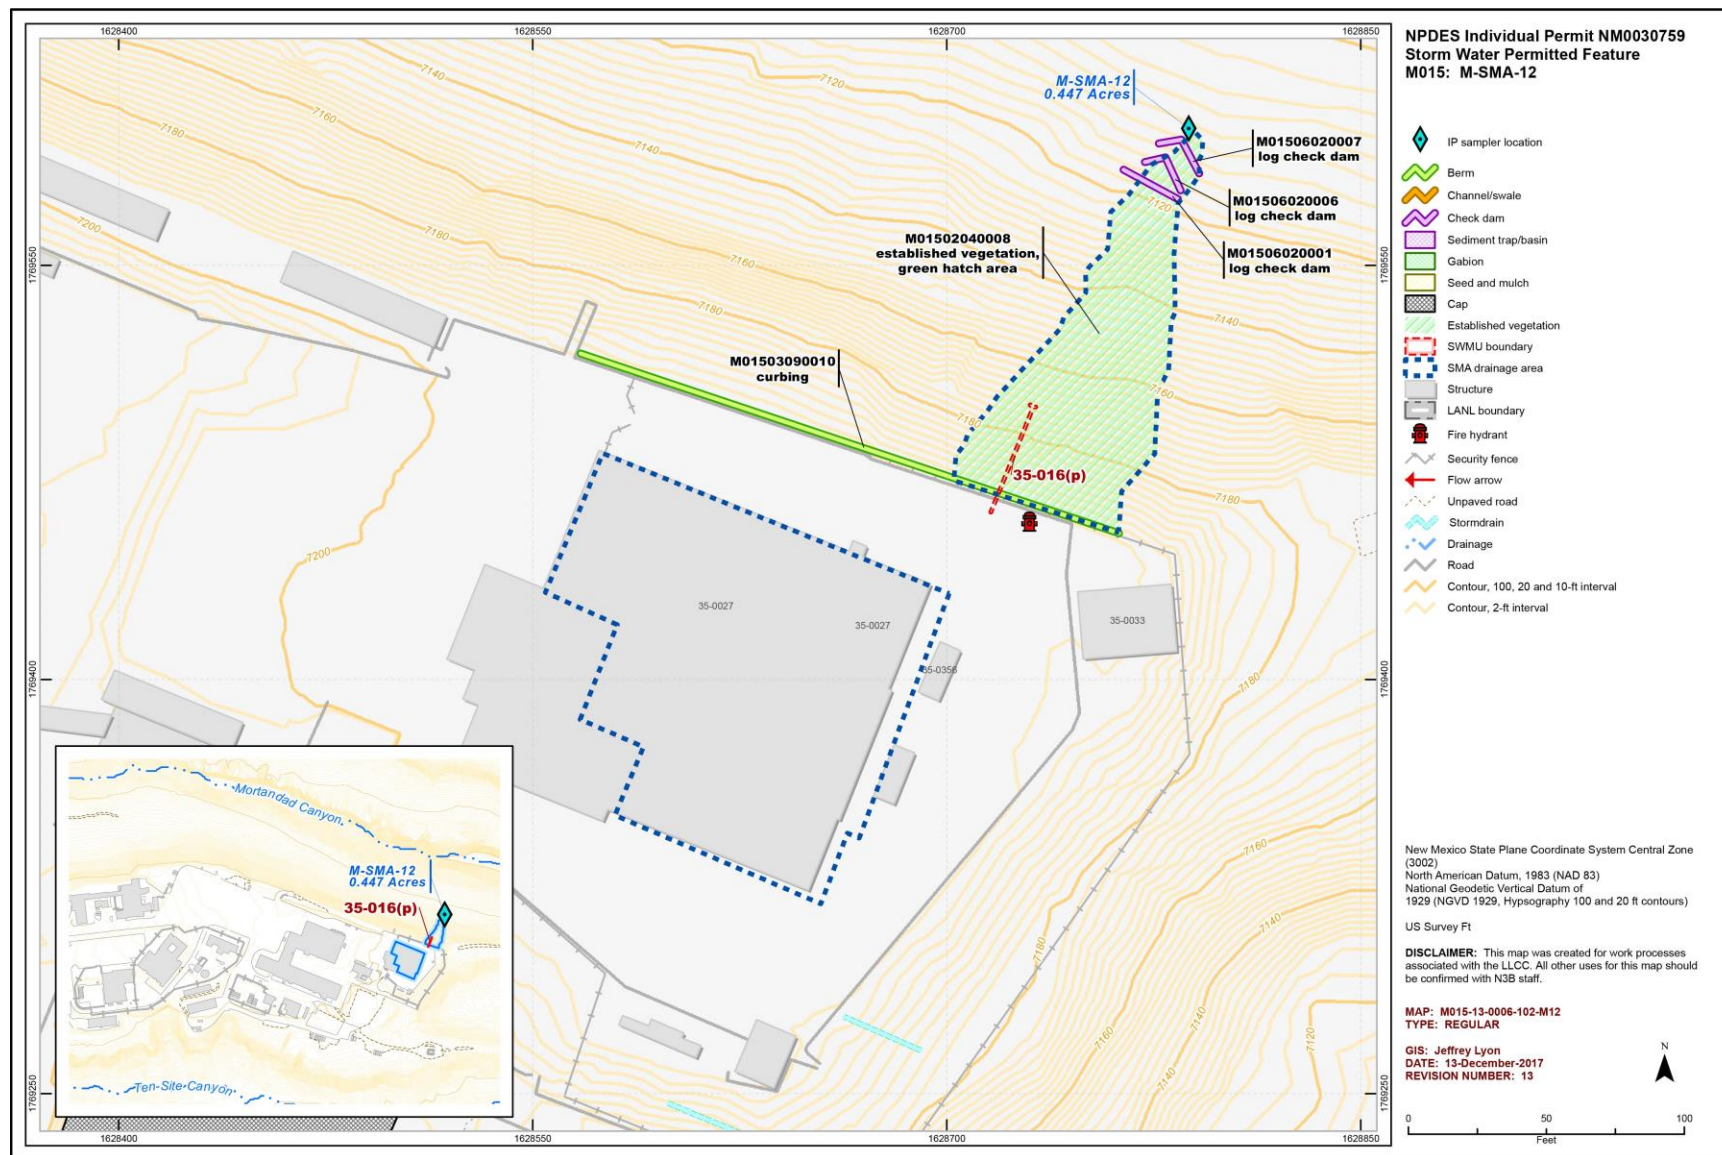 1628400
1628550
1628700
1628850
NPDES Individual Permit NM0030759
Storm Water Permitted Feature
M015: M-SMA-12
M-SMA-12
0.447 Acres
7140
7120
7160
7180
7140
M01506020007
log check dam
7120
M01506020006
log check dam
7200
7180
M01502040008
established vegetation,
green hatch area
M01506020001
log check dam
7160
1769550
1769550
7180
7140
M01503090010
curbing
7160
7180
35-016(p)
7180
7200
35-0027
35-0027
35-0033
35-0356
7180
1769400
1769400
7160
7140
7180
7160
7140
7120
7140
1769250
1769250
1628400
1628550
1628700
1628850
Mortandad Canyon
M-SMA-12
0.447 Acres
35-016(p)
Ten-Site Canyon
IP sampler location
Berm
Channel/swale
Check dam
Sediment trap/basin
Gabion
Seed and mulch
Cap
Established vegetation
SWMU boundary
SMA drainage area
Structure
LANL boundary
Fire hydrant
Security fence
Flow arrow
Unpaved road
Stormdrain
Drainage
Road
Contour, 100, 20 and 10-ft interval
Contour, 2-ft interval
New Mexico State Plane Coordinate System Central Zone
(3002)
North American Datum, 1983 (NAD 83)
National Geodetic Vertical Datum of
1929 (NGVD 1929, Hypsography 100 and 20 ft contours)
US Survey Ft
DISCLAIMER: This map was created for work processes
associated with the LLCC. All other uses for this map should
be confirmed with N3B staff.
MAP: M015-13-0006-102-M12
TYPE: REGULAR
GIS: Jeffrey Lyon
DATE: 13-December-2017
REVISION NUMBER: 13
N
0 50 100
Feet